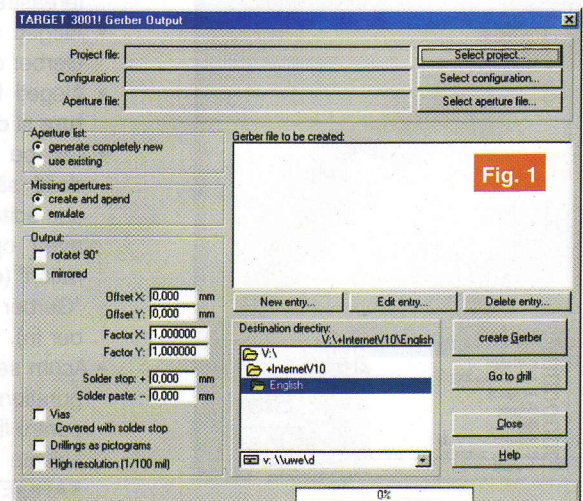 TARGET 3001! Gerber Output
Project file:
Select project...
Configuration:
Select configuration...
Aperture file:
Select aperture file...
Aperture list:
generate completely new
use existing
Missing apertures:
create and apend
emulate
Output:
rotatet 90°
mirrored
Offset X: 0,000 mm
Offset Y: 0,000 mm
Factor X: 1,000000
Factor Y: 1,000000
Solder stop: + 0,000 mm
Solder paste: - 0,000 mm
Vias
Covered with solder stop
Drillings as pictograms
High resolution (1/100 mil)
Gerber file to be created:
Fig. 1
New entry...
Edit entry...
Delete entry...
Destination directiry:
V:\+InternetV10\English
V:\
+InternetV10
English
v: \\uwe\d
create Gerber
Go to drill
Close
Help
0%